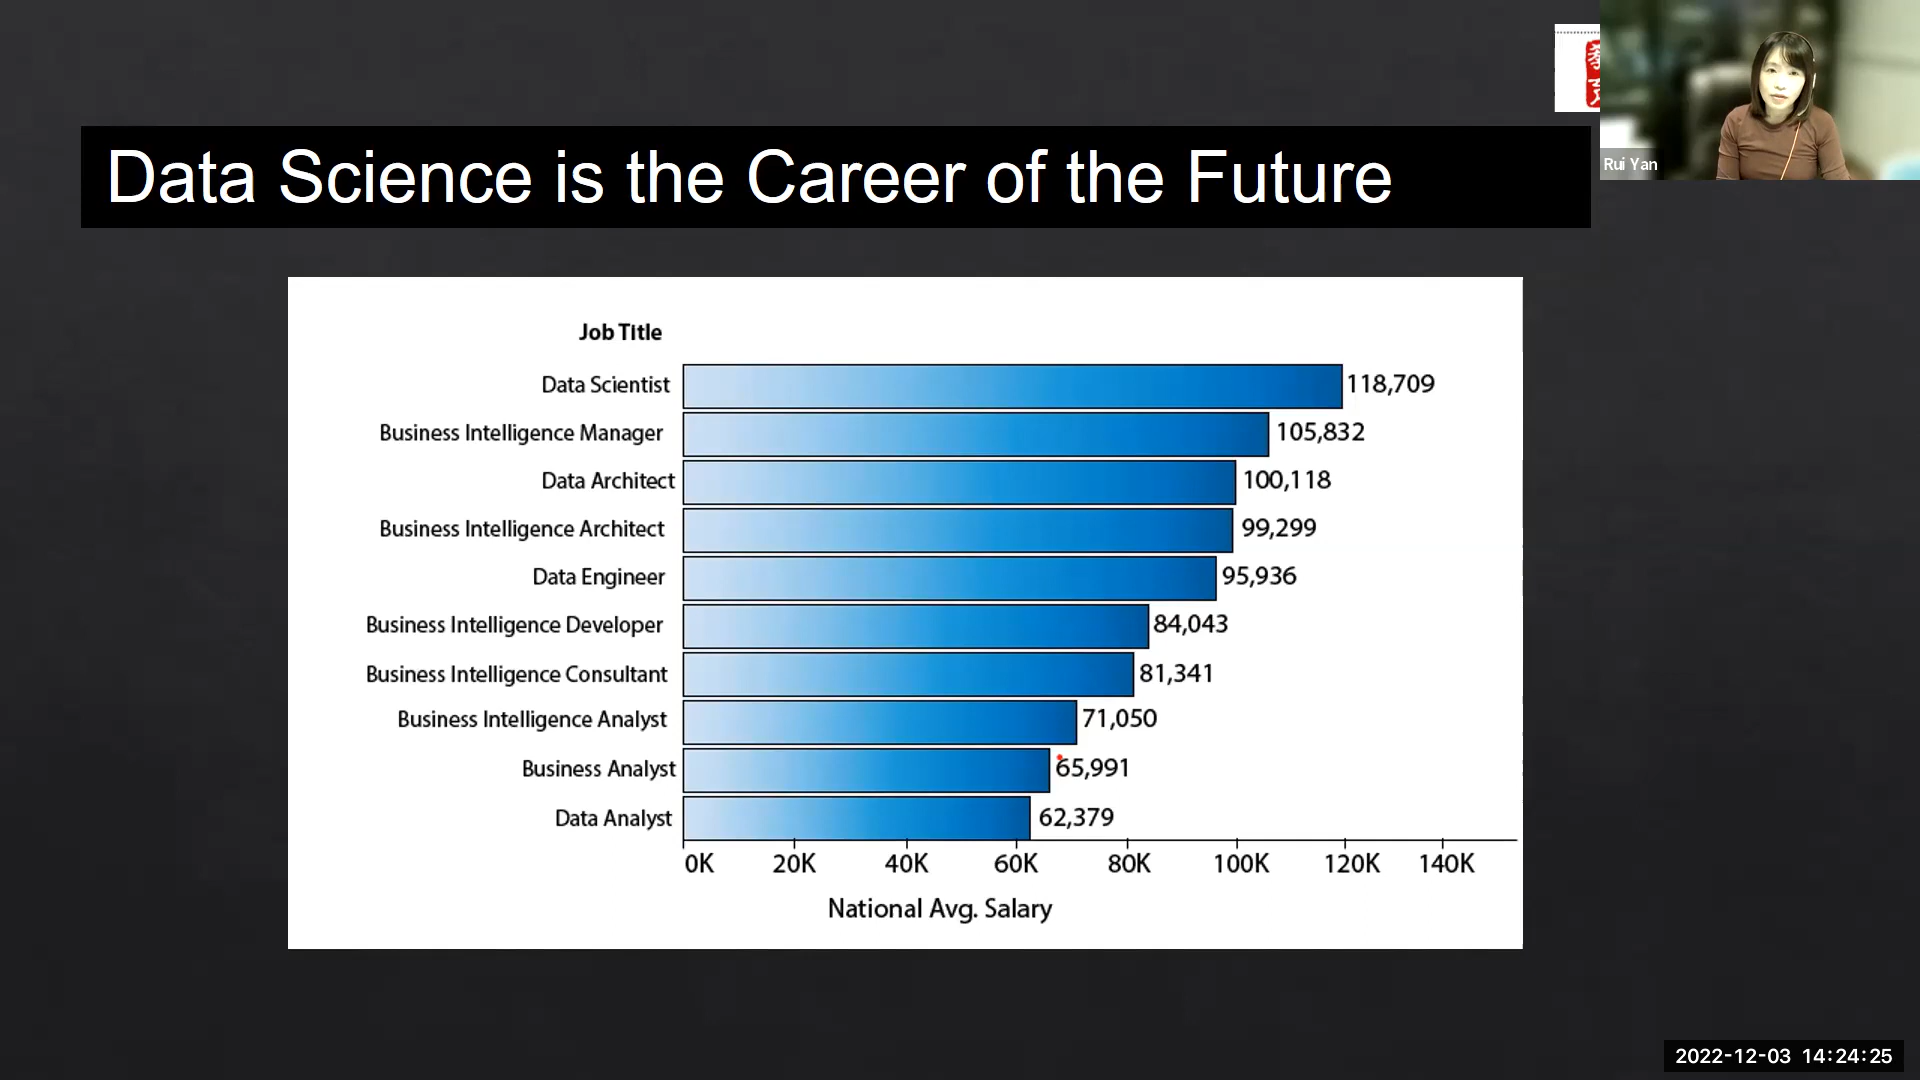 Data Science is the Career of the Future
Rui Yan
Job Title
Data Scientist 118,709
Business Intelligence Manager 105,832
Data Architect 100,118
Business Intelligence Architect 99,299
Data Engineer 95,936
Business Intelligence Developer 84,043
Business Intelligence Consultant 81,341
Business Intelligence Analyst 71,050
Business Analyst 65,991
Data Analyst 62,379
0K 20K 40K 60K 80K 100K 120K 140K
National Avg. Salary
2022-12-03 14:24:25